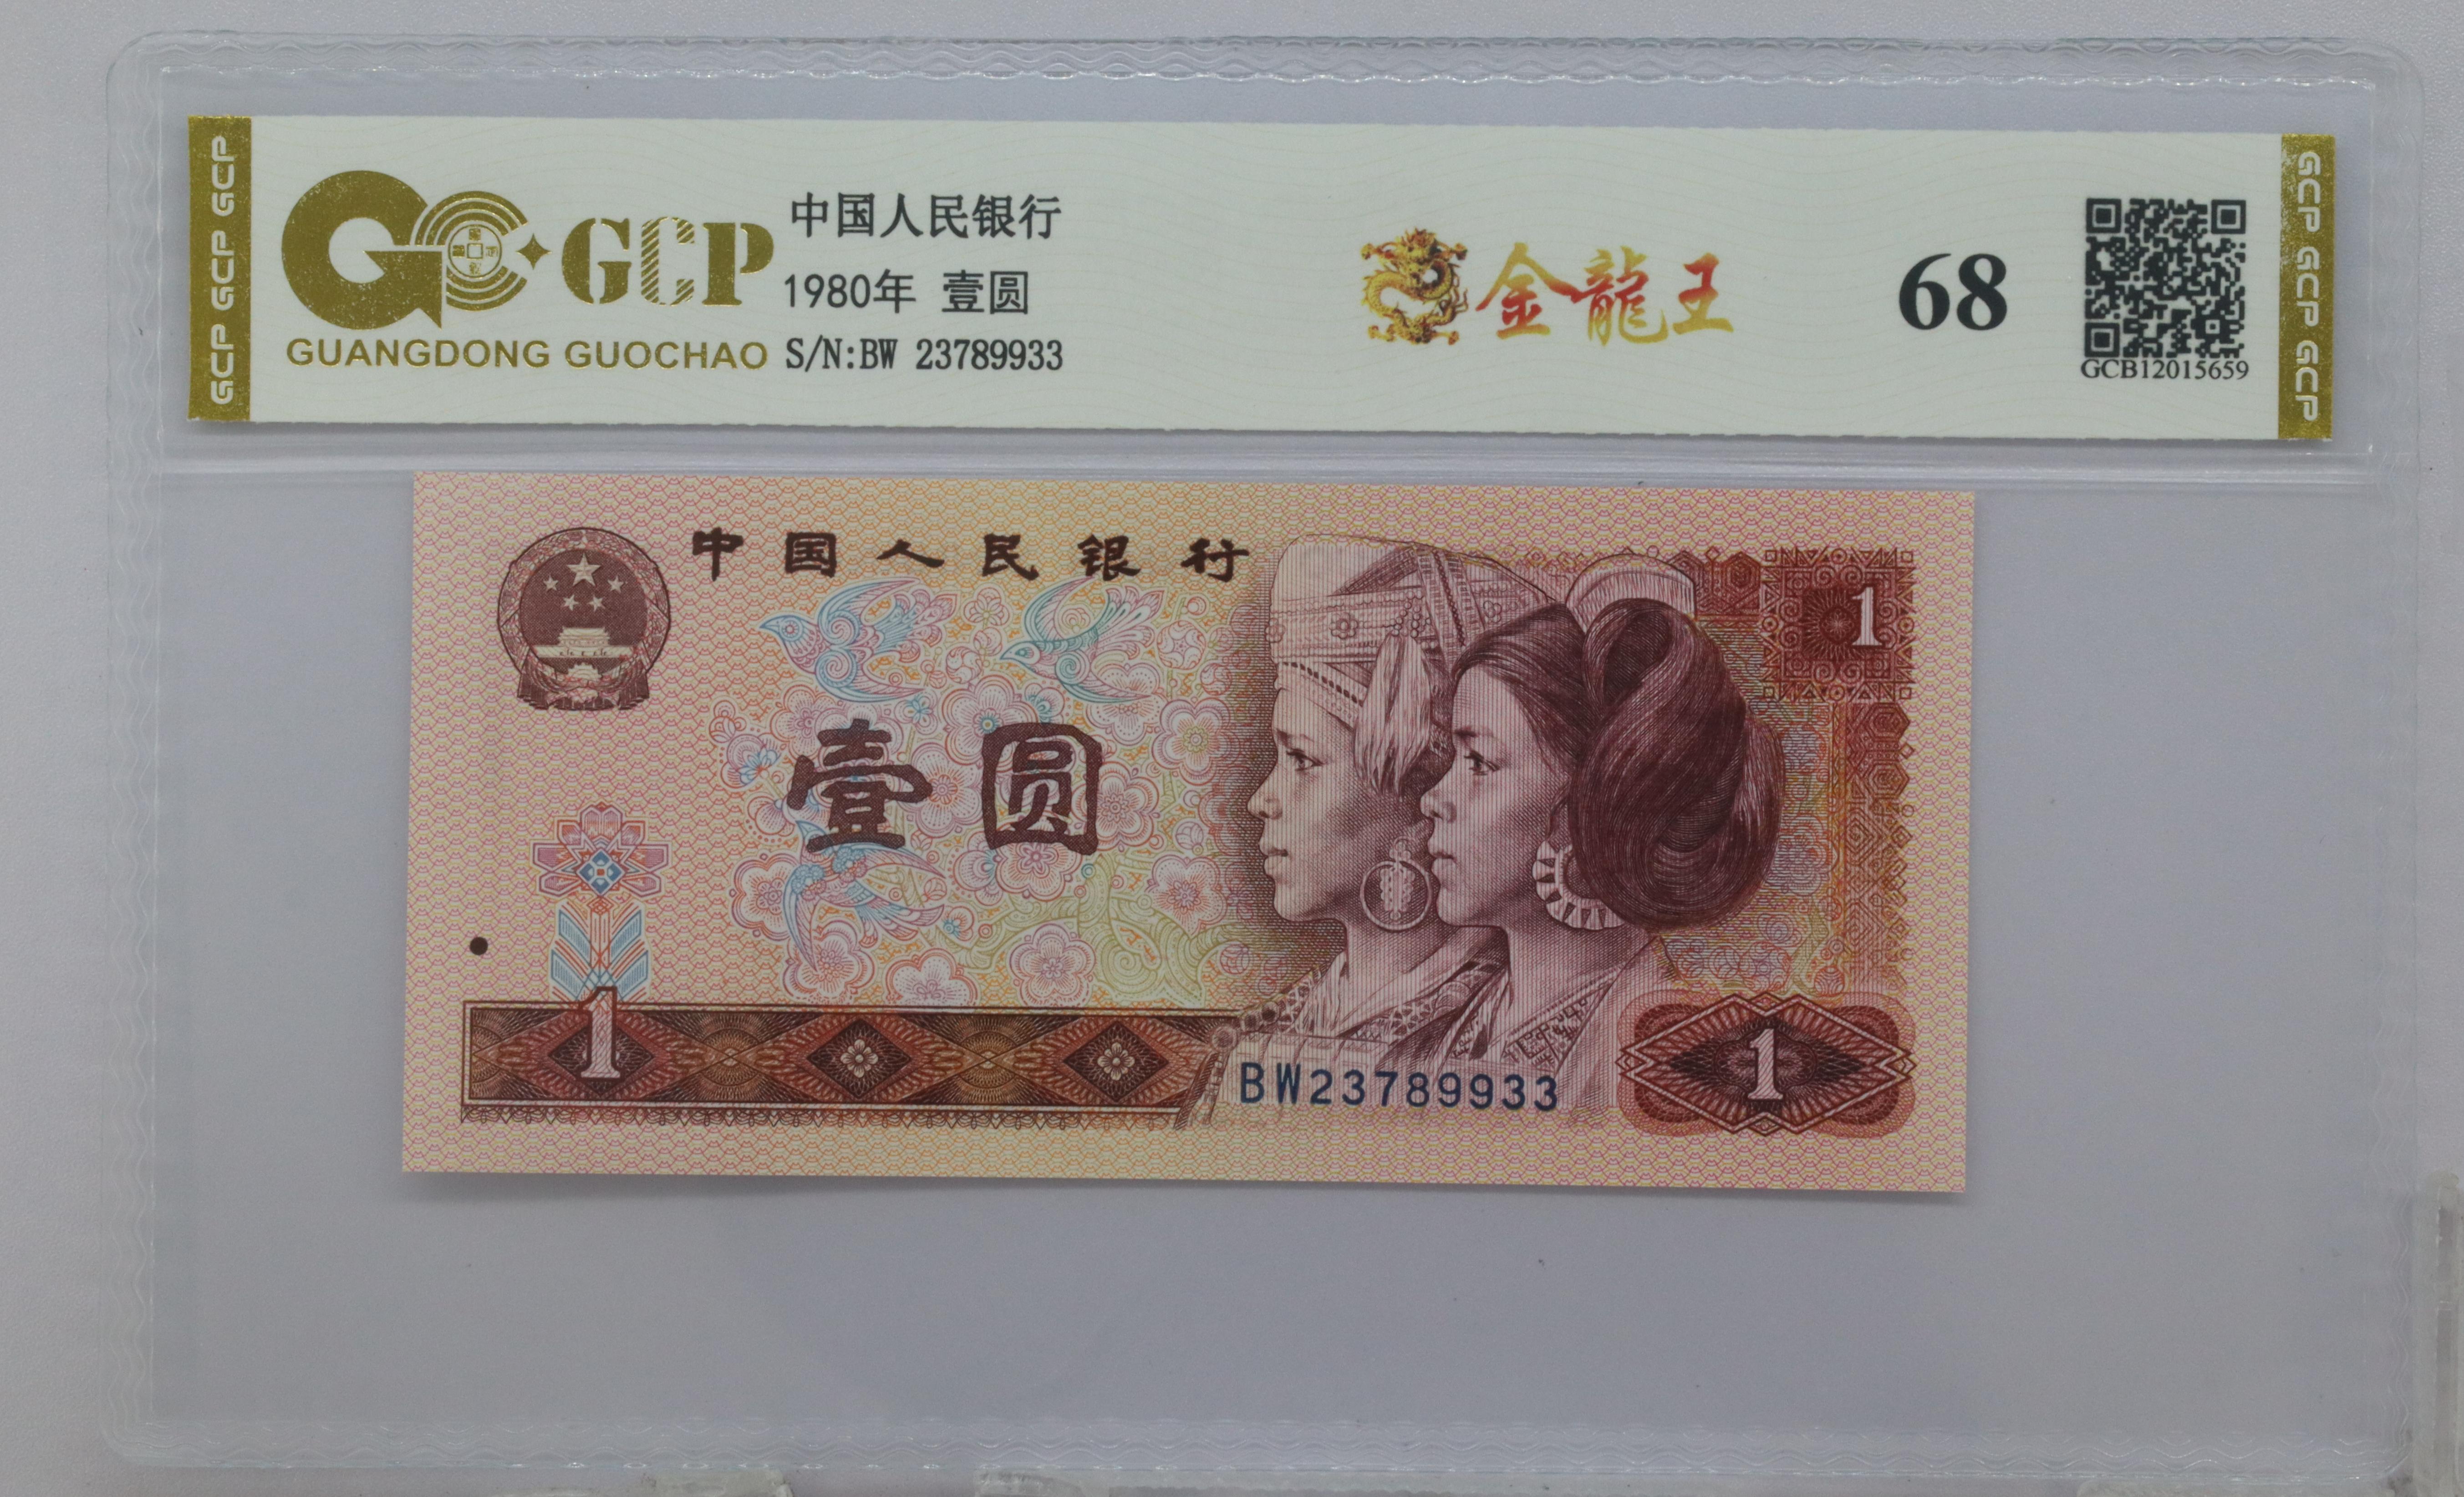 GCP GCP GCP
GCP
GUANGDONG GUOCHAO
中国人民银行
1980年 壹圆
S/N:BW 23789933
金龍王
68
GCB12015659
GCP GCP GCP
中国人民银行
1
壹圆
1
BW23789933
1